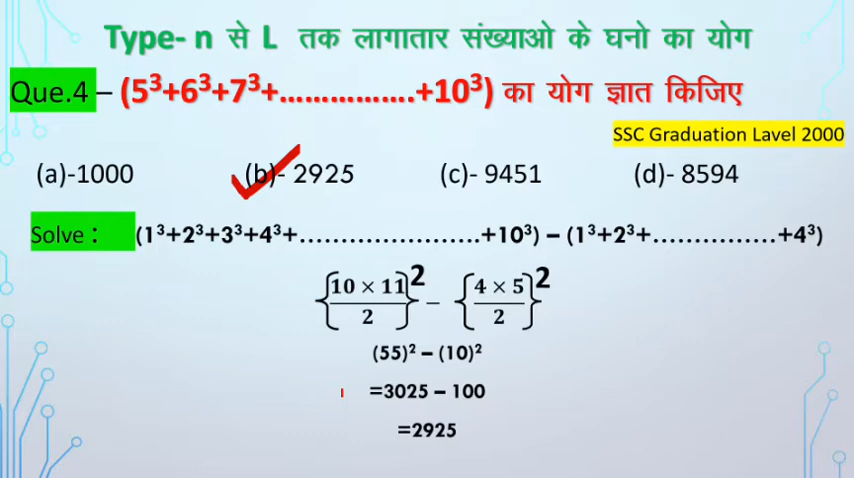 Type- n से L तक लागातार संख्याओ के घनो का योग
Que.4 – (5³+6³+7³+................+10³) का योग ज्ञात किजिए
SSC Graduation Lavel 2000
(a)-1000 (b)- 2925 (c)- 9451 (d)- 8594
Solve : (1³+2³+3³+4³+......................+10³) – (1³+2³+...............+4³)
{10 × 11 / 2}² – {4 × 5 / 2}²
(55)² – (10)²
=3025 – 100
=2925